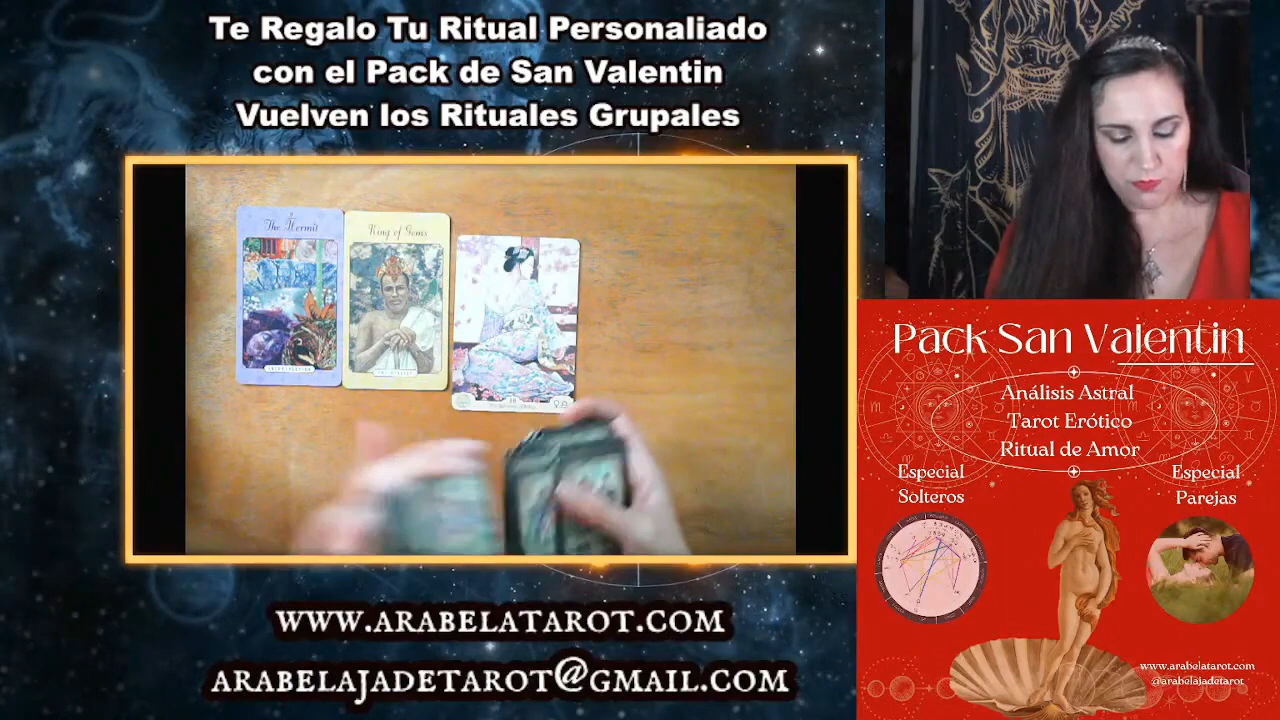 Te Regalo Tu Ritual Personaliado
con el Pack de San Valentin
Vuelven los Rituales Grupales
The Hermit
King of Gems
Pack San Valentin
Análisis Astral
Tarot Erótico
Ritual de Amor
Especial
Solteros
Especial
Parejas
www.arabelatarot.com
@arabelajadetarot
WWW.ARABELATAROT.COM
ARABELAJADETAROT@GMAIL.COM